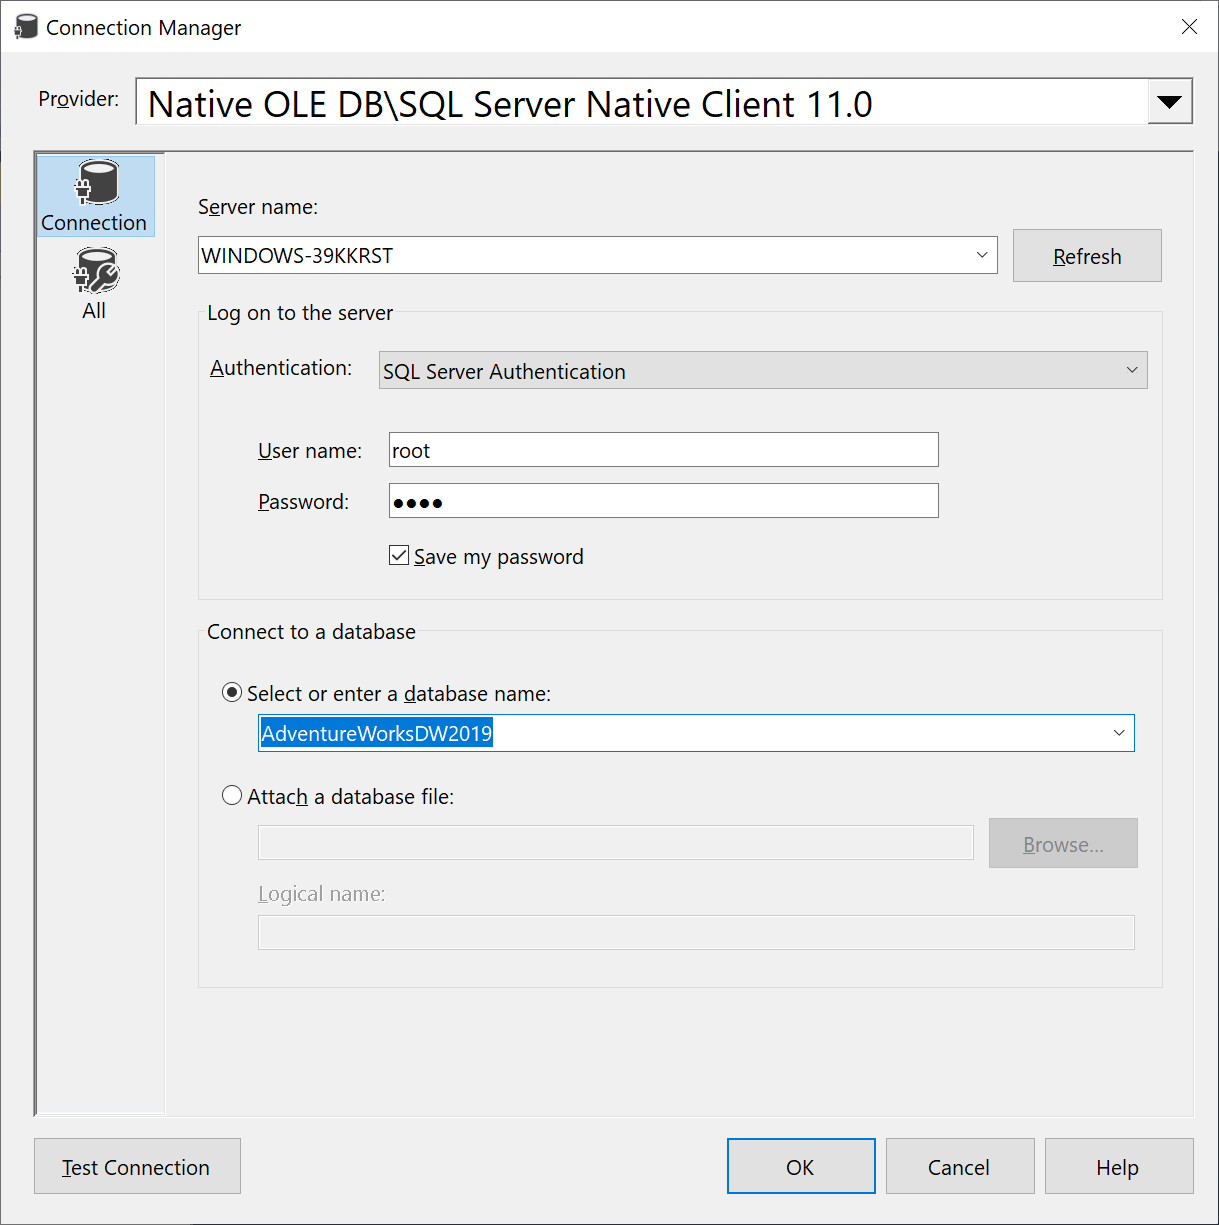 Connection Manager
Provider: Native OLE DB\SQL Server Native Client 11.0
Connection
All
Server name:
WINDOWS-39KKRST
Refresh
Log on to the server
Authentication: SQL Server Authentication
User name: root
Password: ●●●●
Save my password
Connect to a database
Select or enter a database name:
AdventureWorksDW2019
Attach a database file:
Browse...
Logical name:
Test Connection
OK
Cancel
Help